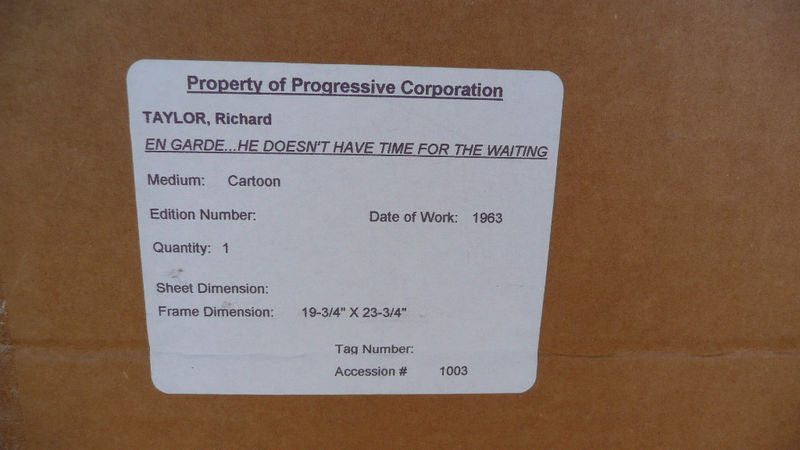 Property of Progressive Corporation
TAYLOR, Richard
EN GARDE...HE DOESN'T HAVE TIME FOR THE WAITING
Medium: Cartoon
Edition Number: Date of Work: 1963
Quantity: 1
Sheet Dimension:
Frame Dimension: 19-3/4" X 23-3/4"
Tag Number:
Accession # 1003